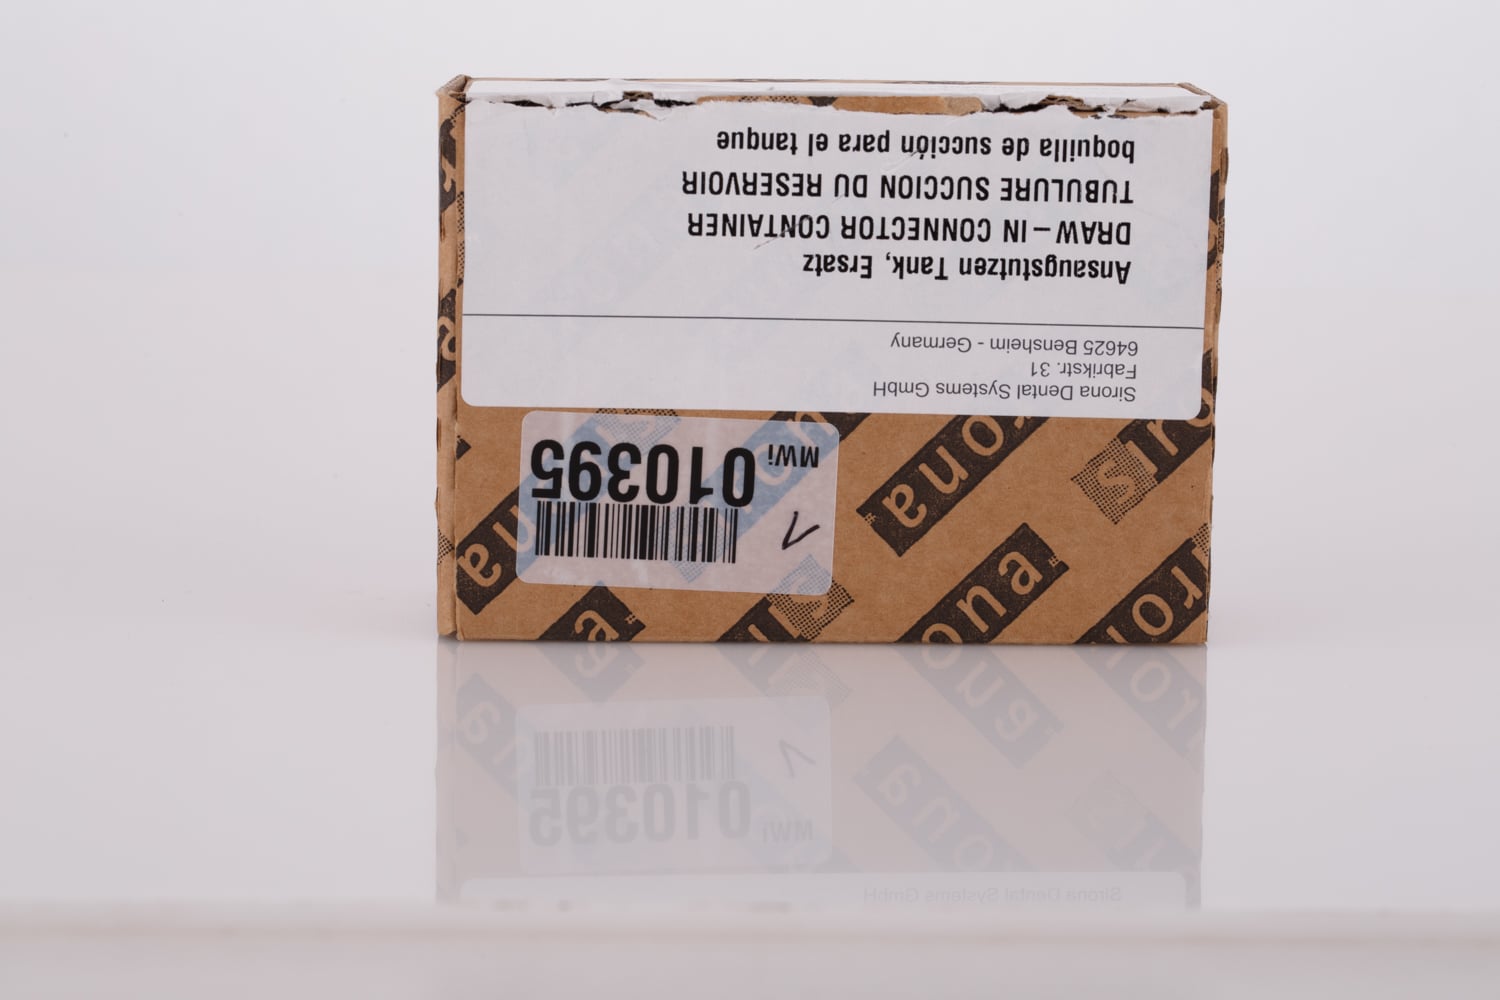 MWi 010395
Sirona Dental Systems GmbH
Fabrikstr. 31
64625 Bensheim - Germany
Ansaugstutzen Tank, Ersatz
DRAW–IN CONNECTOR CONTAINER
TUBULURE SUCCION DU RESERVOIR
boquilla de succión para el tanque